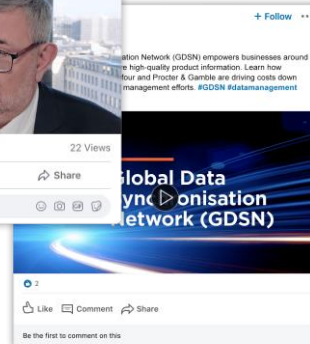 + Follow
ation Network (GDSN) empowers businesses around
e high-quality product information. Learn how
four and Procter & Gamble are driving costs down
management efforts. #GDSN #datamanagement
22 Views
Share
GIF
Global Data
Synchronisation
Network (GDSN)
2
Like Comment Share
Be the first to comment on this